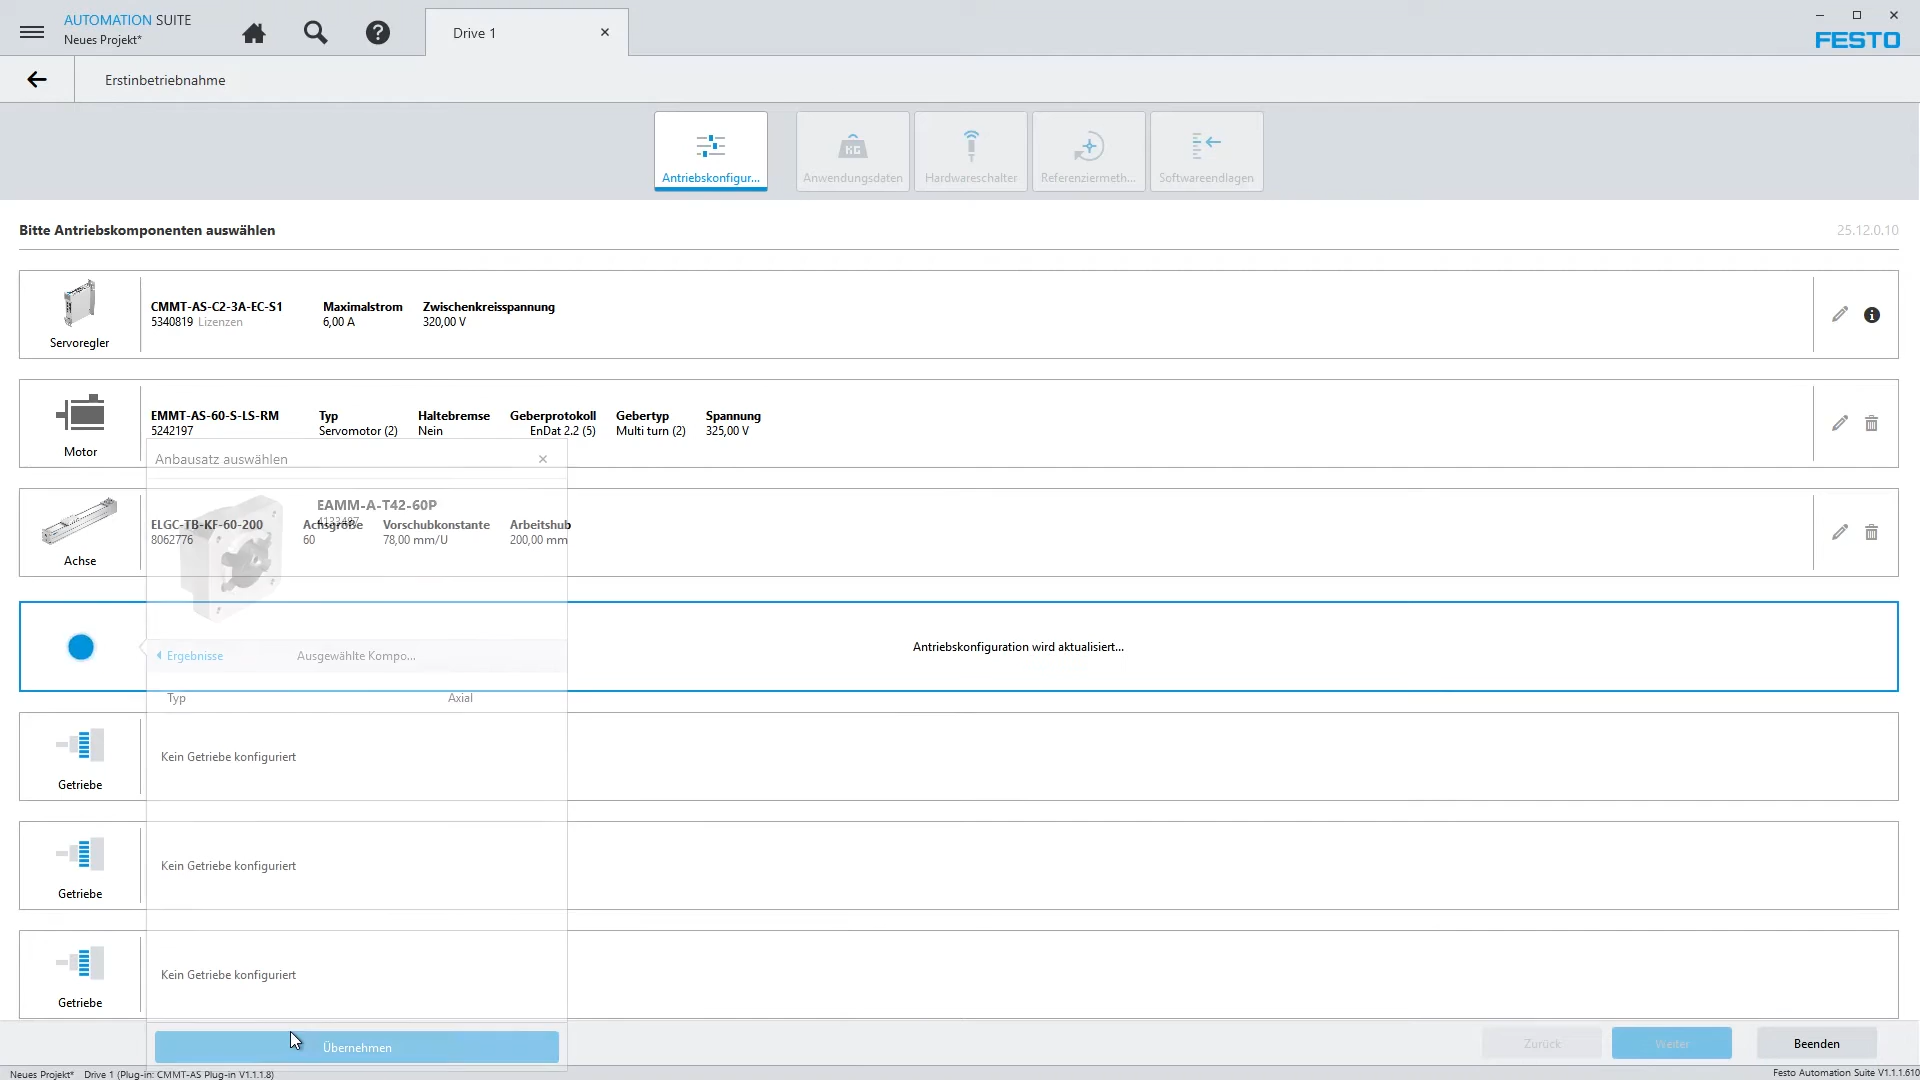 AUTOMATION SUITE
Neues Projekt*
Drive 1
FESTO
Erstinbetriebnahme
KG
Antriebskonfigur...
Anwendungsdaten
Hardwareschalter
Referenziermeth...
Softwareendlagen
Bitte Antriebskomponenten auswählen
25.12.0.10
Servoregler
CMMT-AS-C2-3A-EC-S1
5340819 Lizenzen
Maximalstrom
6,00 A
Zwischenkreisspannung
320,00 V
Motor
EMMT-AS-60-S-LS-RM
5242197
Typ
Servomotor (2)
Haltebremse
Nein
Geberprotokoll
EnDat 2.2 (5)
Gebertyp
Multi turn (2)
Spannung
325,00 V
Anbausatz auswählen
EAMM-A-T42-60P
4133487
Achse
ELGC-TB-KF-60-200
8062776
Achsgröße
60
Vorschubkonstante
78,00 mm/U
Arbeitshub
200,00 mm
Antriebskonfiguration wird aktualisiert...
Ergebnisse
Ausgewählte Kompo...
Typ
Axial
Getriebe
Kein Getriebe konfiguriert
Getriebe
Kein Getriebe konfiguriert
Getriebe
Kein Getriebe konfiguriert
Übernehmen
Zurück
Weiter
Beenden
Neues Projekt* Drive 1 (Plug-in: CMMT-AS Plug-in V1.1.1.8)
Festo Automation Suite V1.1.1.610